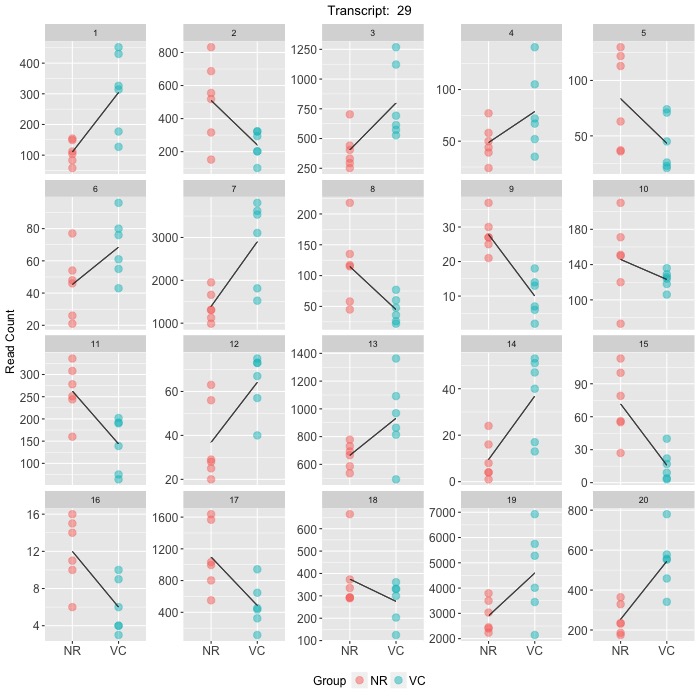 Transcript:  29
1 2 3 4 5
400 800 1250 100 100
300 600 1000
200 400 750 50 50
100 200 500
250
6 7 8 9 10
80 3000 200 30 180
60 2000 150 20 140
40 1000 100 10 100
20 50
Read Count
11 12 13 14 15
300 60 1400 40 90
250 40 1200 20 60
200 20 1000 0 30
150 800 0
100 600
16 17 18 19 20
16 1600 600 7000 800
12 1200 500 6000 600
8 800 400 5000 400
4 400 300 4000 200
200 3000
100 2000
NR VC NR VC NR VC NR VC NR VC
Group NR VC